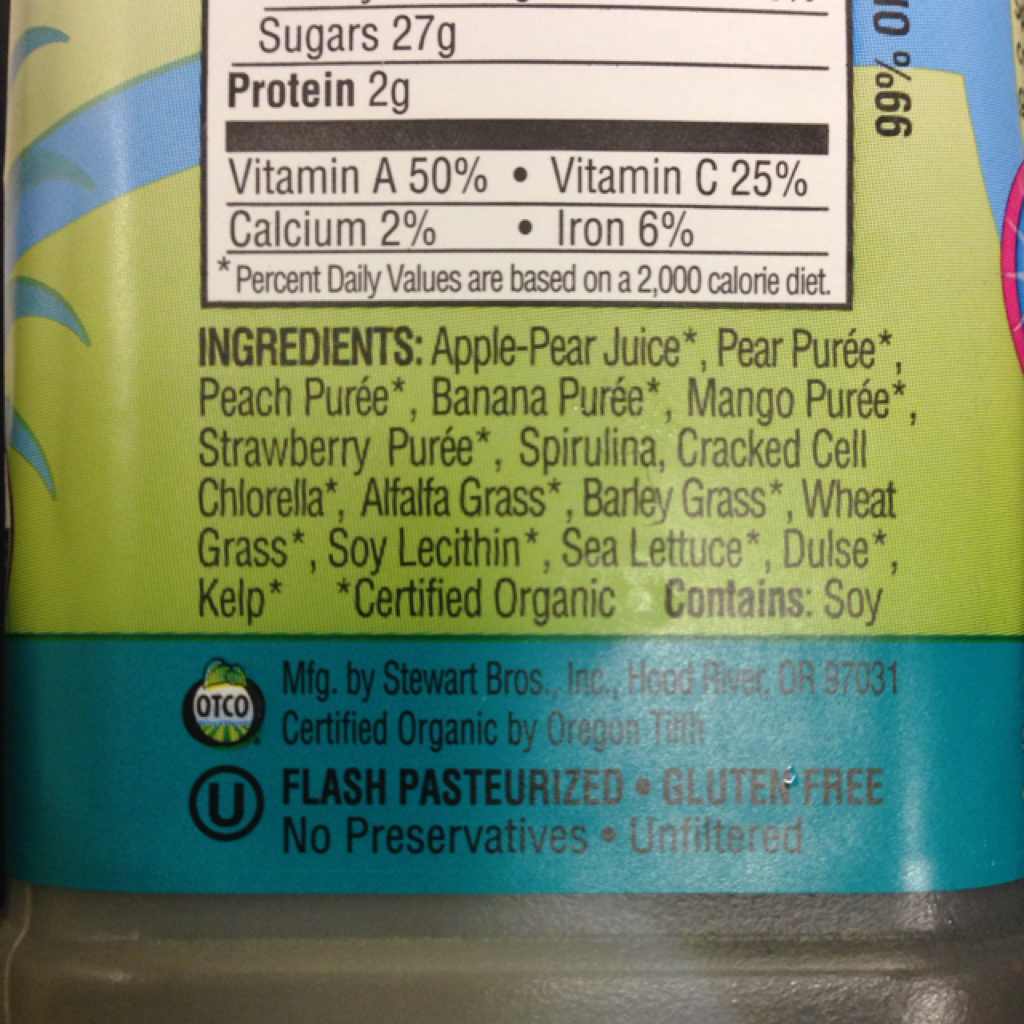 Sugars 27g
Protein 2g
Vitamin A 50% • Vitamin C 25%
Calcium 2% • Iron 6%
*Percent Daily Values are based on a 2,000 calorie diet.
INGREDIENTS: Apple-Pear Juice*, Pear Purée*,
Peach Purée*, Banana Purée*, Mango Purée*,
Strawberry Purée*, Spirulina, Cracked Cell
Chlorella*, Alfalfa Grass*, Barley Grass*, Wheat
Grass*, Soy Lecithin*, Sea Lettuce*, Dulse*,
Kelp* *Certified Organic Contains: Soy
OTCO
Mfg. by Stewart Bros., Inc., Hood River, OR 97031
Certified Organic by Oregon Tilth
U
FLASH PASTEURIZED • GLUTEN FREE
No Preservatives • Unfiltered
99%